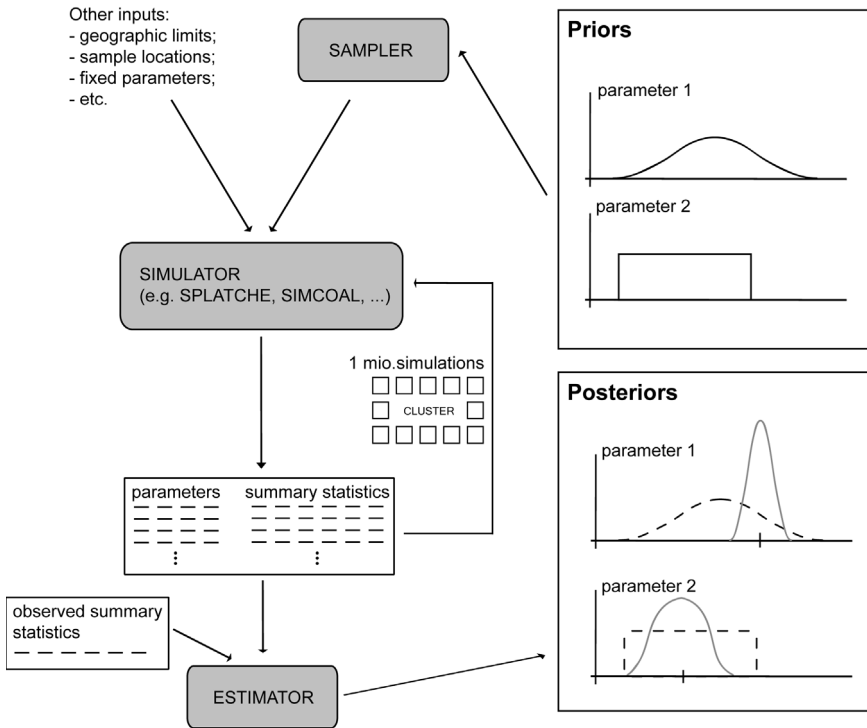 Other inputs:
- geographic limits;
- sample locations;
- fixed parameters;
- etc.
SAMPLER
Priors
parameter 1
parameter 2
SIMULATOR
(e.g. SPLATCHE, SIMCOAL, ...)
1 mio.simulations
CLUSTER
parameters summary statistics
observed summary
statistics
ESTIMATOR
Posteriors
parameter 1
parameter 2